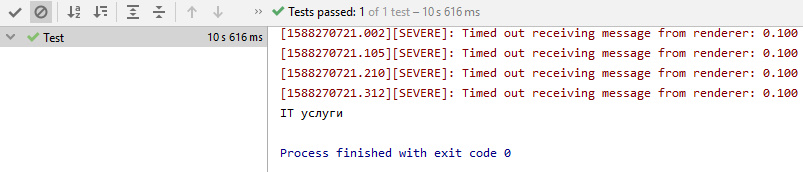 Tests passed: 1 of 1 test – 10 s 616 ms
Test 10 s 616 ms
[1588270721.002][SEVERE]: Timed out receiving message from renderer: 0.100
[1588270721.105][SEVERE]: Timed out receiving message from renderer: 0.100
[1588270721.210][SEVERE]: Timed out receiving message from renderer: 0.100
[1588270721.312][SEVERE]: Timed out receiving message from renderer: 0.100
IT услуги
Process finished with exit code 0